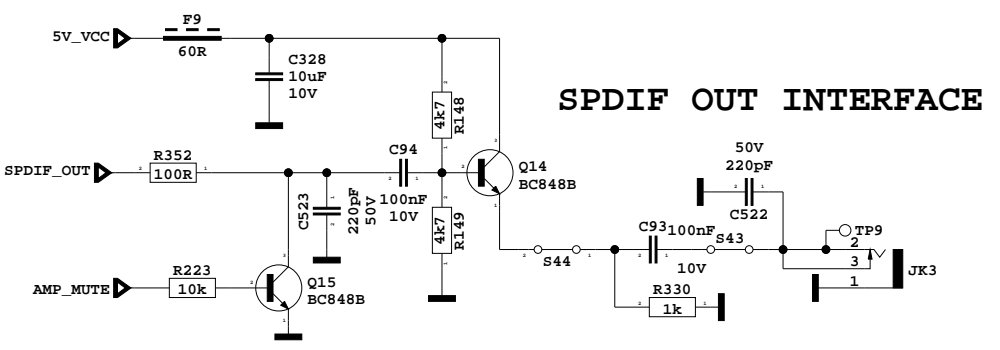 F9
5V_VCC
60R
C328
10uF
10V
4k7
R148
SPDIF OUT INTERFACE
SPDIF_OUT
R352
100R
C94
100nF
10V
Q14
BC848B
50V
220pF
C522
C523
220pF
50V
4k7
R149
C93
100nF
10V
S43
S44
TP9
2
3
1
JK3
AMP_MUTE
R223
10k
Q15
BC848B
R330
1k